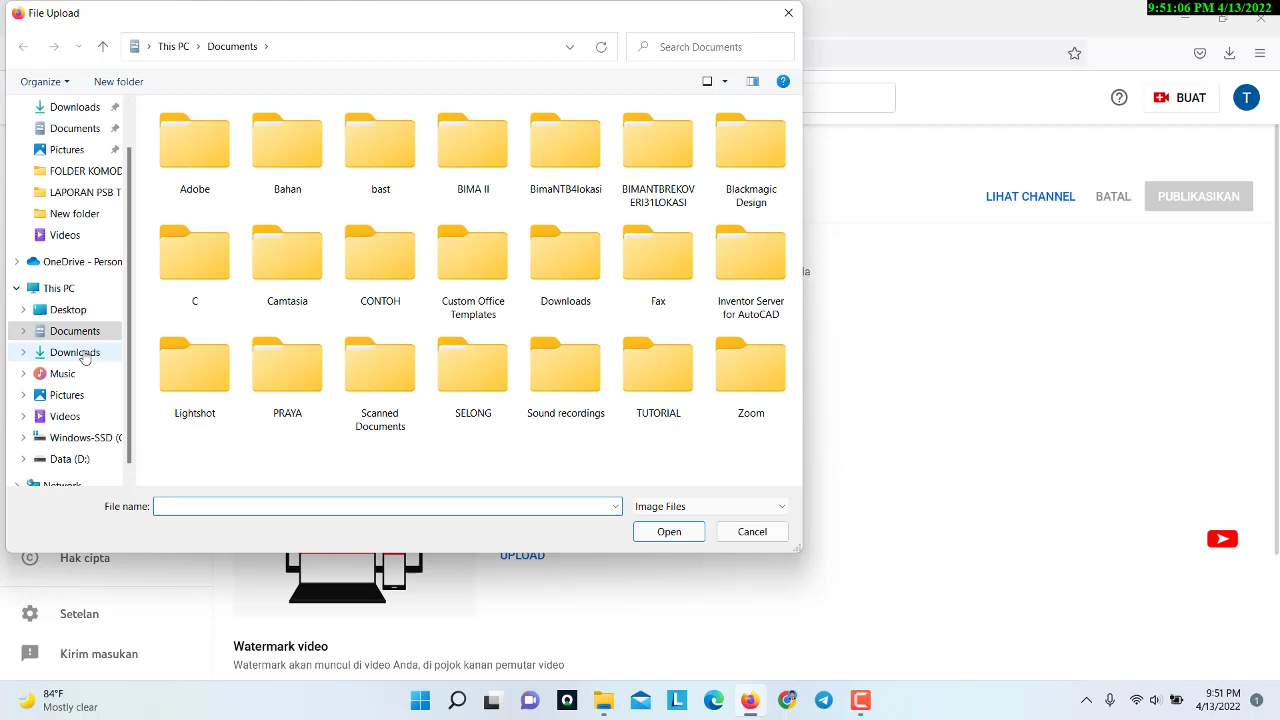 File Upload
9:51:06 PM 4/13/2022
This PC
Documents
Search Documents
Organize
New folder
Downloads
Documents
Pictures
FOLDER KOMOD
LAPORAN PSB T
New folder
Videos
OneDrive - Person
This PC
Desktop
Documents
Downloads
Music
Pictures
Videos
Windows-SSD (C
Data (D:)
Network
Adobe
Bahan
bast
BIMA II
BimaNTB4lokasi
BIMANTBREKOV
ERI31LOKASI
Blackmagic
Design
C
Camtasia
CONTOH
Custom Office
Templates
Downloads
Fax
Inventor Server
for AutoCAD
Lightshot
PRAYA
Scanned
Documents
SELONG
Sound recordings
TUTORIAL
Zoom
File name:
Image Files
Open
Cancel
BUAT
T
LIHAT CHANNEL
BATAL
PUBLIKASIKAN
da
UPLOAD
Hak cipta
Setelan
Kirim masukan
Watermark video
Watermark akan muncul di video Anda, di pojok kanan pemutar video
84°F
Mostly clear
L
9:51 PM
4/13/2022
1